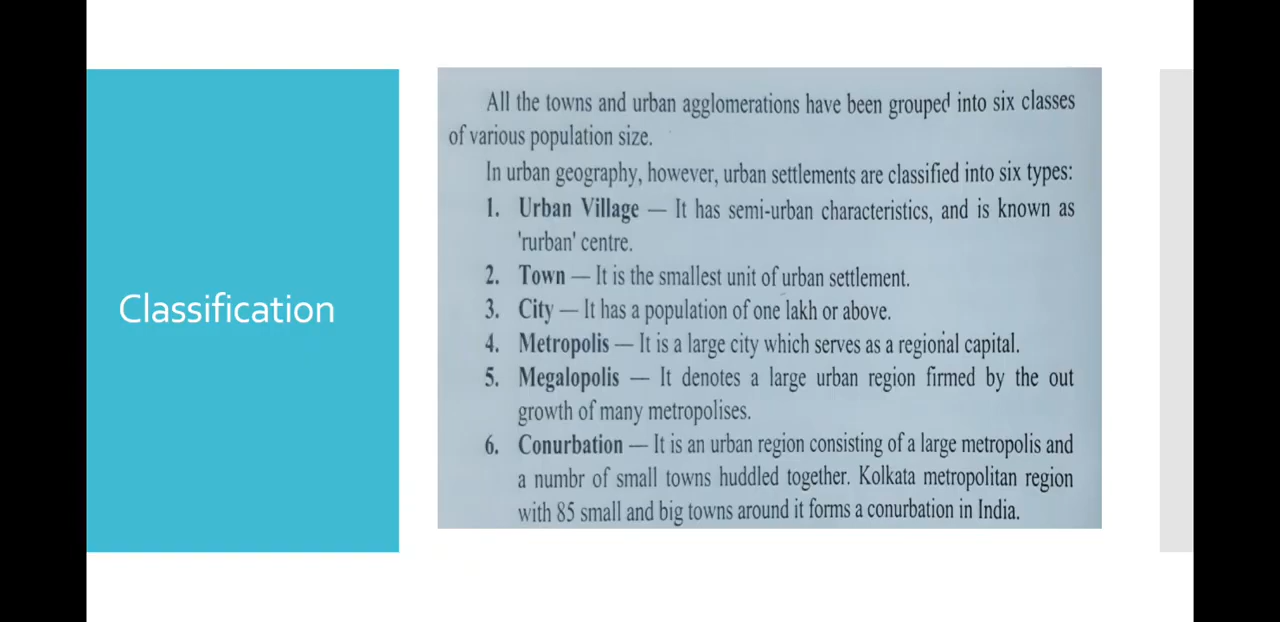 Classification
All the towns and urban agglomerations have been grouped into six classes
of various population size.
In urban geography, however, urban settlements are classified into six types:
1. Urban Village — It has semi-urban characteristics, and is known as
'rurban' centre.
2. Town — It is the smallest unit of urban settlement.
3. City — It has a population of one lakh or above.
4. Metropolis — It is a large city which serves as a regional capital.
5. Megalopolis — It denotes a large urban region firmed by the out
growth of many metropolises.
6. Conurbation — It is an urban region consisting of a large metropolis and
a numbr of small towns huddled together. Kolkata metropolitan region
with 85 small and big towns around it forms a conurbation in India.